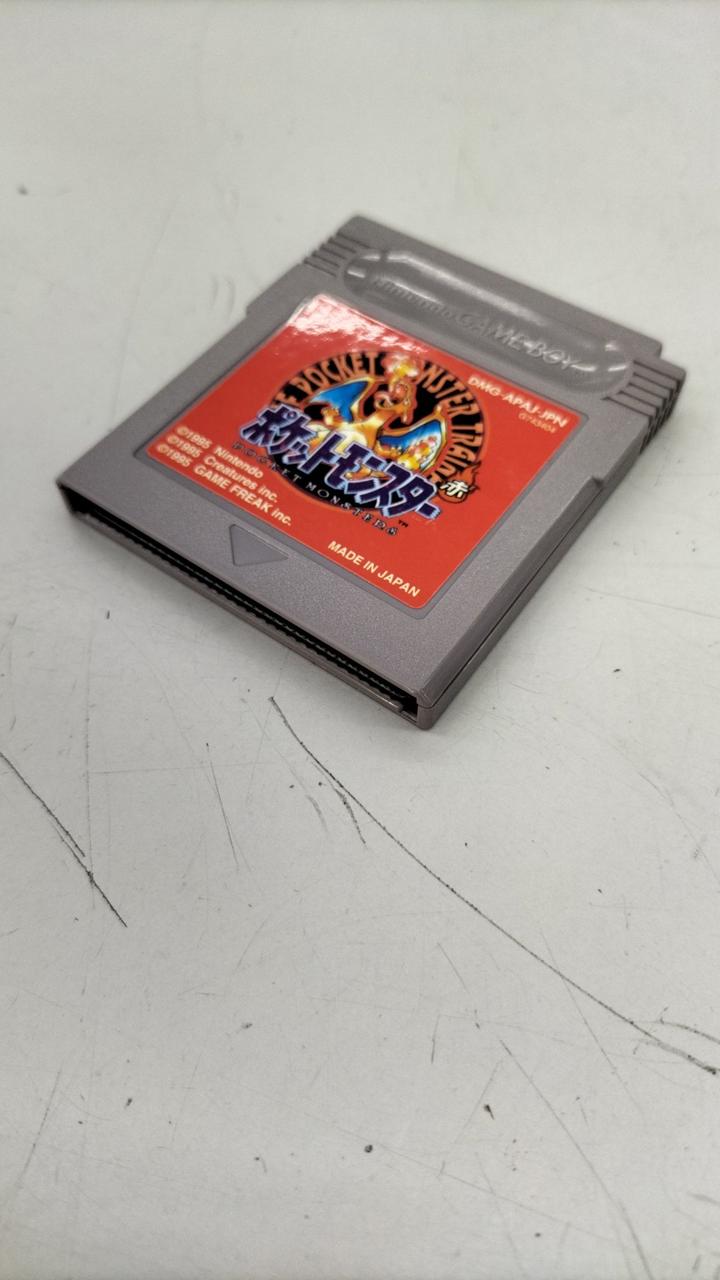 Nintendo GAME BOY
DMG-APAJ-JPN
POCKET MONSTER TRAIN
ポケットモンスター
赤
POCKET MONSTERS™
©1995 Nintendo
©1995 Creatures inc.
©1995 GAME FREAK inc.
MADE IN JAPAN